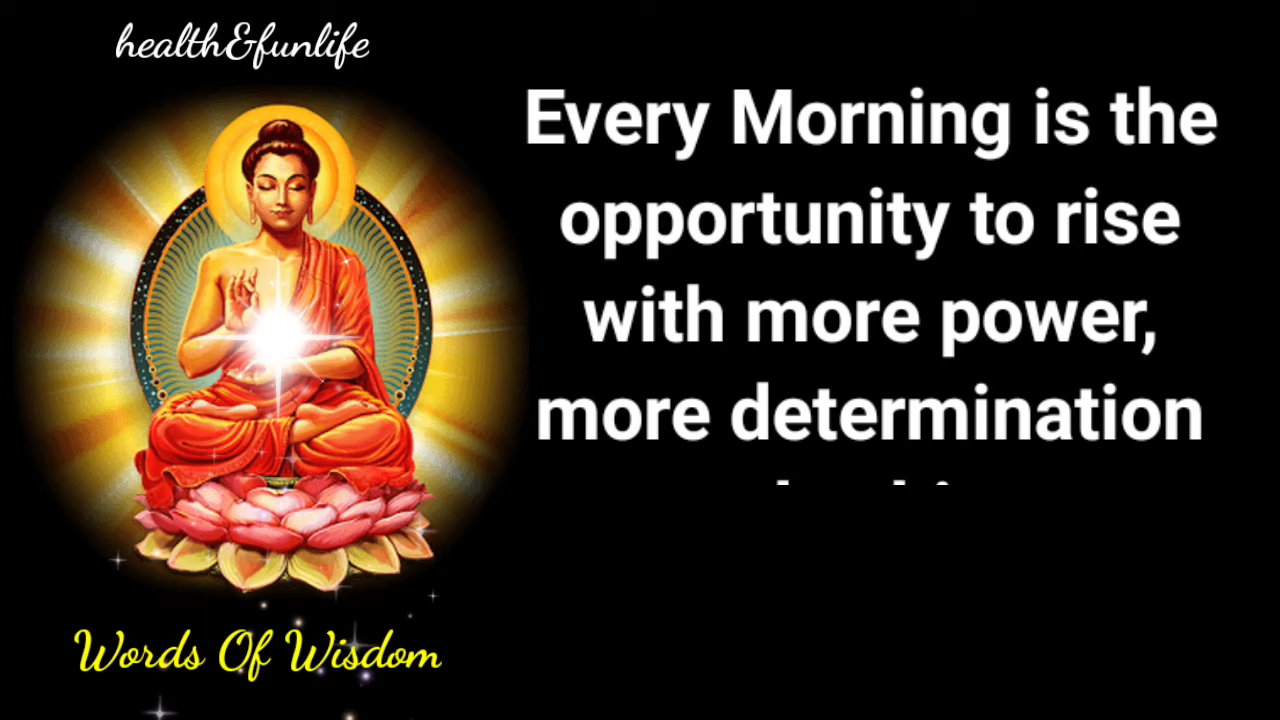 health&funlife
Every Morning is the
opportunity to rise
with more power,
more determination
Words Of Wisdom